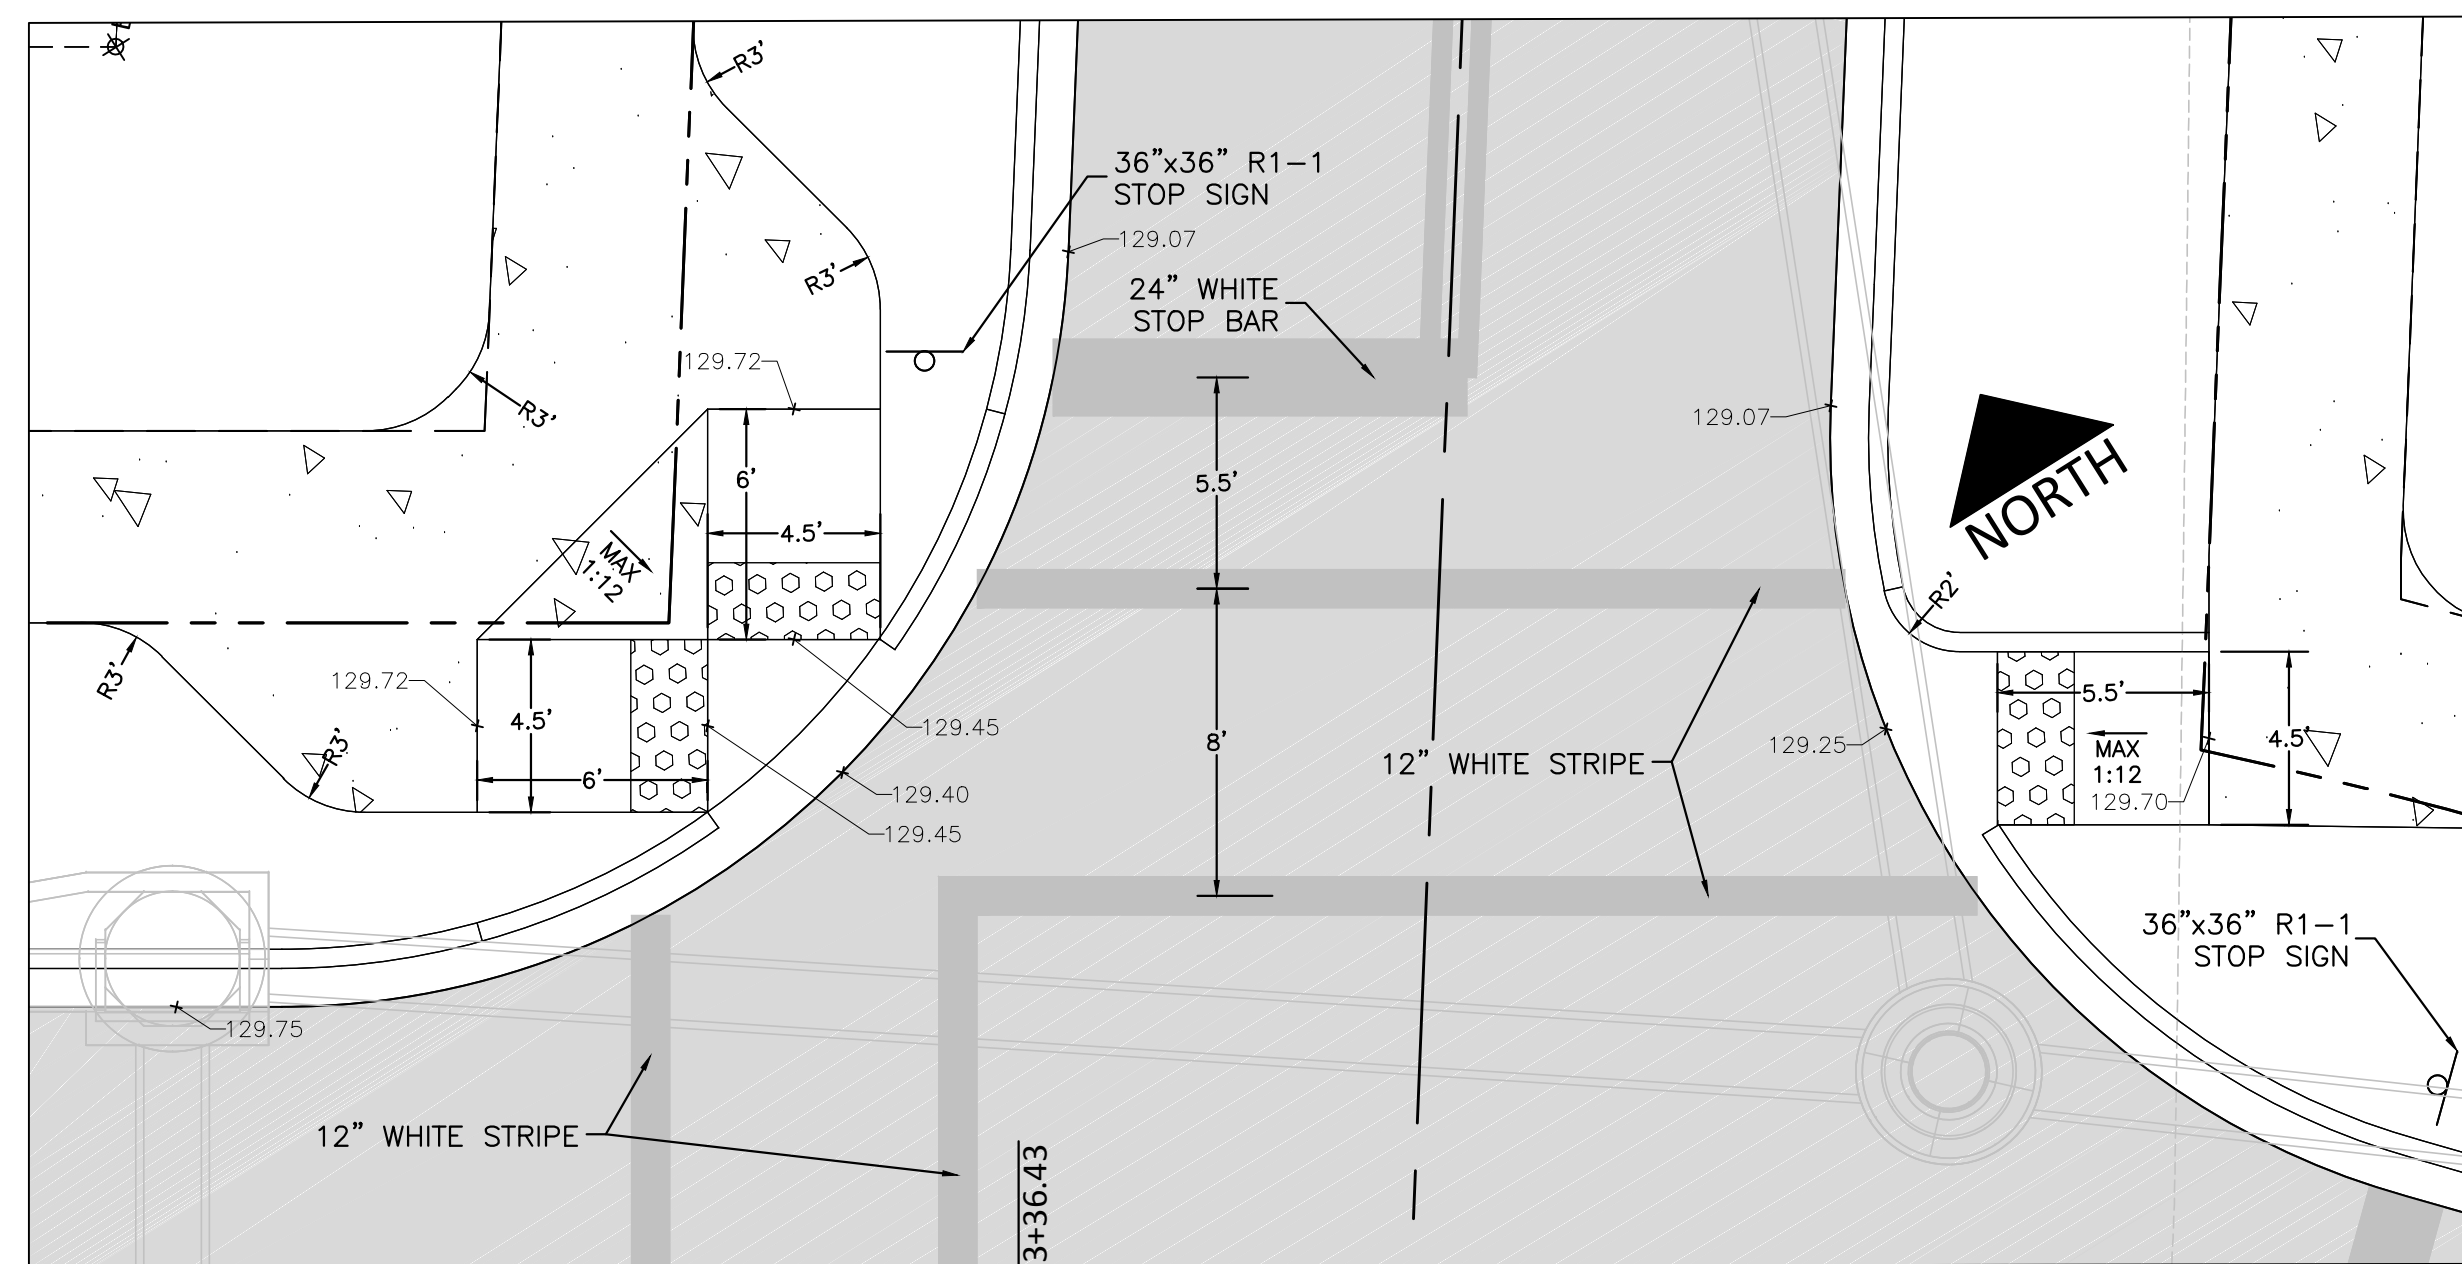 R3'
36”x36” R1-1
STOP SIGN
129.07
R3'
24” WHITE
STOP BAR
129.72
R3'
129.07
6'
5.5'
4.5'
NORTH
MAX
1:12
R2'
R3'
129.72
4.5'
129.45
5.5'
R3'
8'
12” WHITE STRIPE
129.25
MAX
1:12
4.5'
129.70
6'
129.40
129.45
36”x36” R1-1
STOP SIGN
129.75
12” WHITE STRIPE
3+36.43